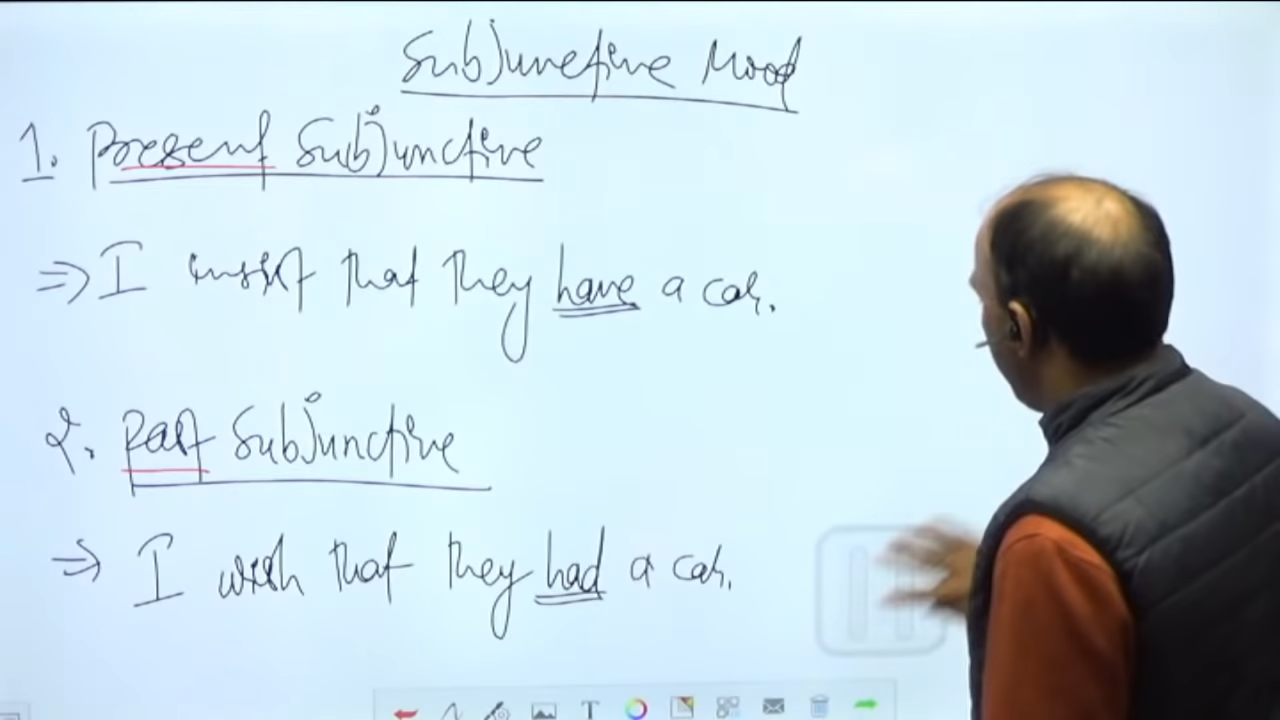 Subjunctive Mood
1. Present Subjunctive
⇒ I insist that they have a car.
2. Past Subjunctive
⇒ I wish that they had a car.
T